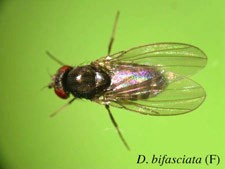 D. bifasciata (F)